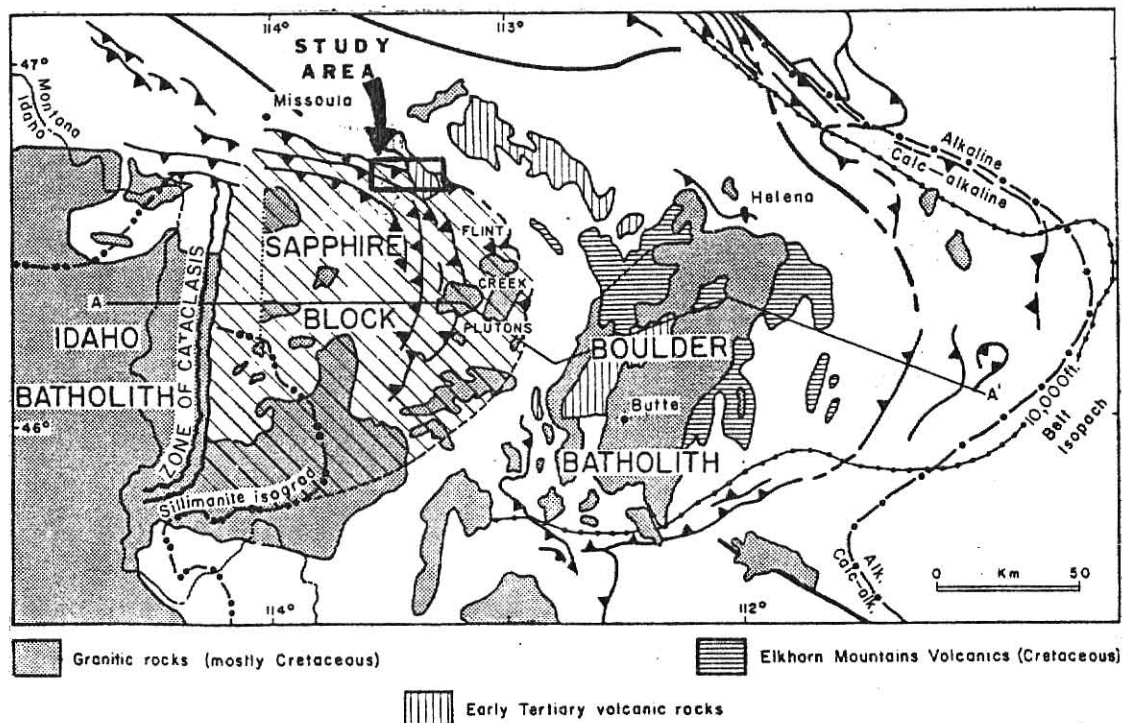 114°
113°
STUDY
AREA
47°
Missoula
Montana
Idaho
Alkaline
Calc-alkaline
Helena
SAPPHIRE
FLINT
CREEK
A
BLOCK
PLUTONS
IDAHO
BOULDER
BATHOLITH
ZONE OF CATACLASIS
A'
10,000ft.
Belt
Isopach
46°
Butte
BATHOLITH
Sillimanite isograd
0 Km 50
Alk.
Calc-alk.
114°
112°
Granitic rocks (mostly Cretaceous)
Elkhorn Mountains Volcanics (Cretaceous)
Early Tertiary volcanic rocks